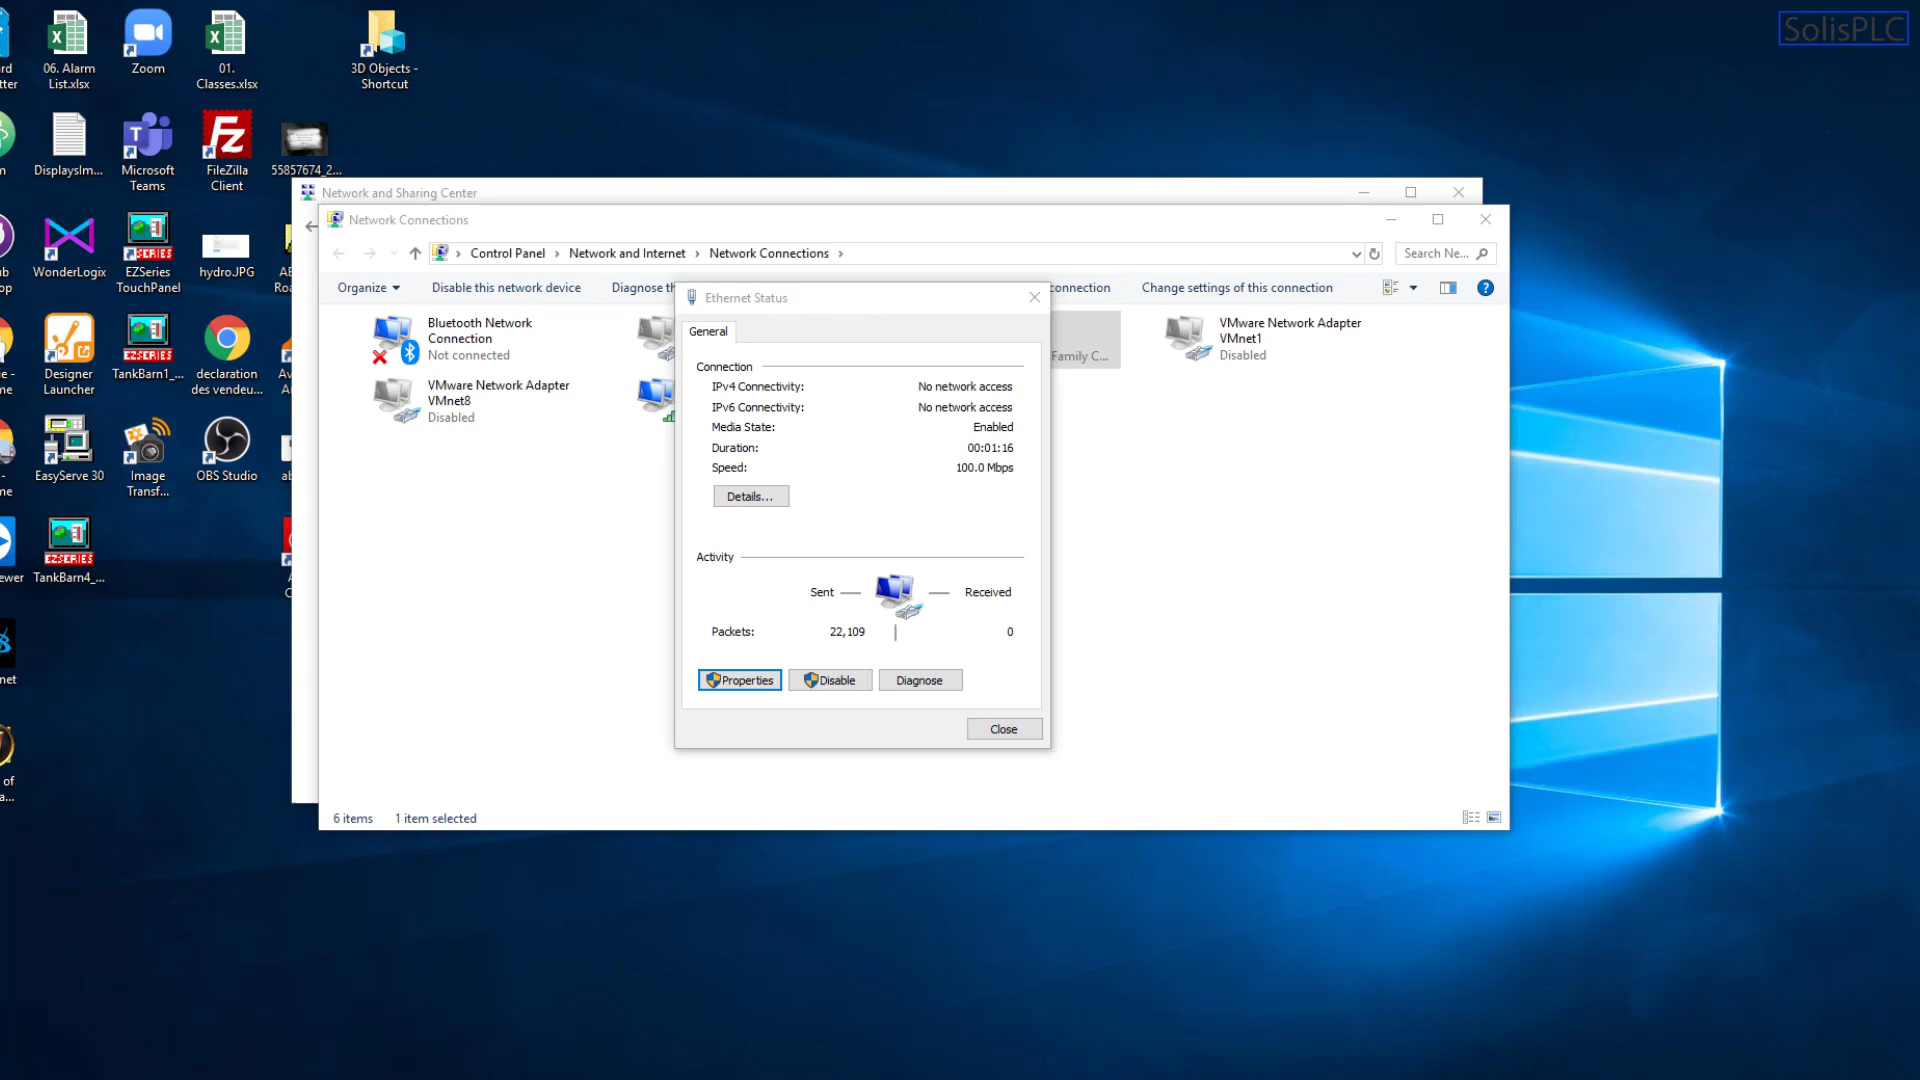 SolisPLC
06. Alarm
List.xlsx
Zoom
01.
Classes.xlsx
3D Objects -
Shortcut
DisplaysIm...
Microsoft
Teams
FileZilla
Client
55857674_2...
WonderLogix
EZSeries
TouchPanel
hydro.JPG
Designer
Launcher
TankBarn1_...
declaration
des vendeu...
EasyServe 30
Image
Transf...
OBS Studio
TankBarn4_...
Network and Sharing Center
Network Connections
Control Panel > Network and Internet > Network Connections >
Search Ne...
Organize
Disable this network device
Diagnose th
onnection
Change settings of this connection
Bluetooth Network
Connection
Not connected
VMware Network Adapter
VMnet8
Disabled
Family C...
VMware Network Adapter
VMnet1
Disabled
Ethernet Status
General
Connection
IPv4 Connectivity: No network access
IPv6 Connectivity: No network access
Media State: Enabled
Duration: 00:01:16
Speed: 100.0 Mbps
Details...
Activity
Sent — — Received
Packets: 22,109 | 0
Properties
Disable
Diagnose
Close
6 items 1 item selected